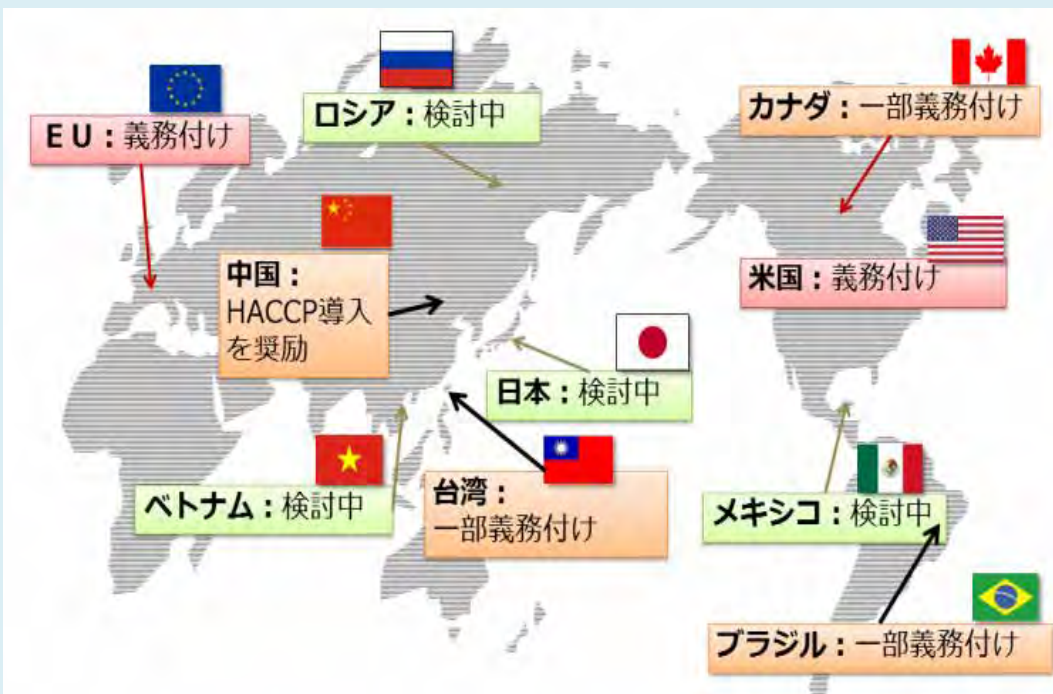 EU：義務付け
ロシア：検討中
カナダ：一部義務付け
中国：
HACCP導入
を奨励
米国：義務付け
日本：検討中
ベトナム：検討中
台湾：
一部義務付け
メキシコ：検討中
ブラジル：一部義務付け